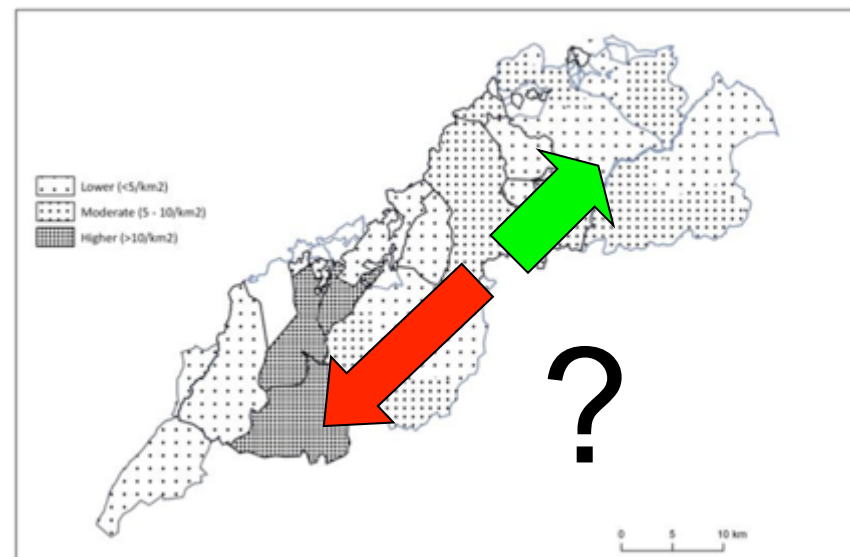 Lower (<5/km2)
Moderate (5 - 10/km2)
Higher (>10/km2)
?
0 5 10 km